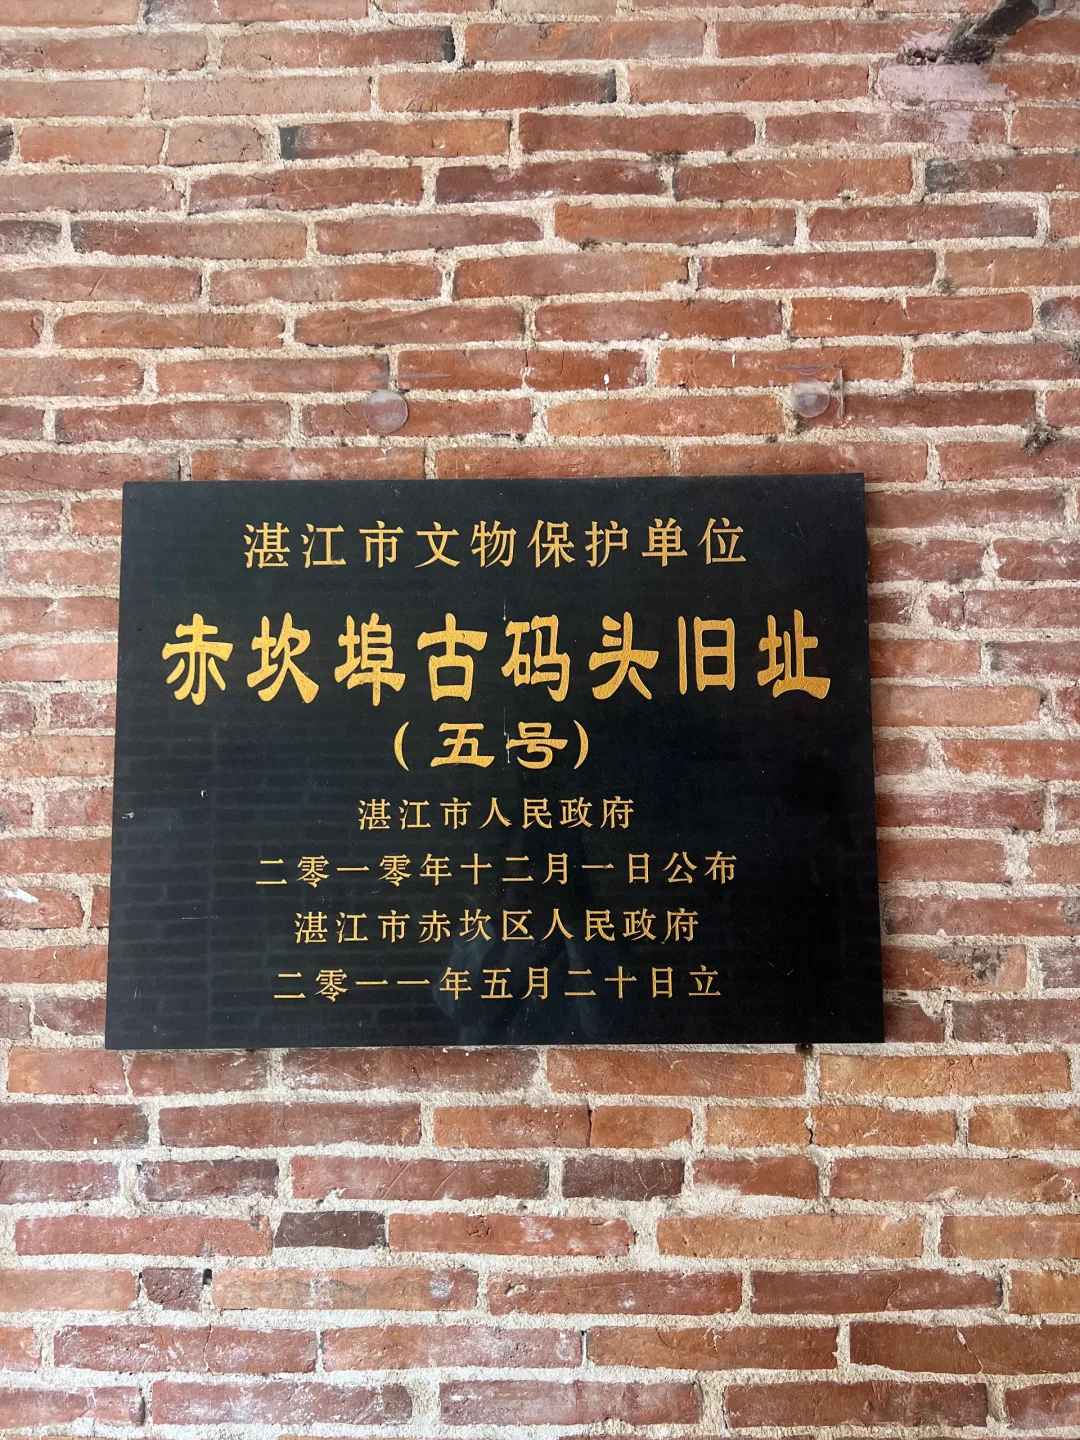 湛江市文物保护单位
赤坎埠古码头旧址
（五号）
湛江市人民政府
二零一零年十二月一日公布
湛江市赤坎区人民政府
二零一一年五月二十日立